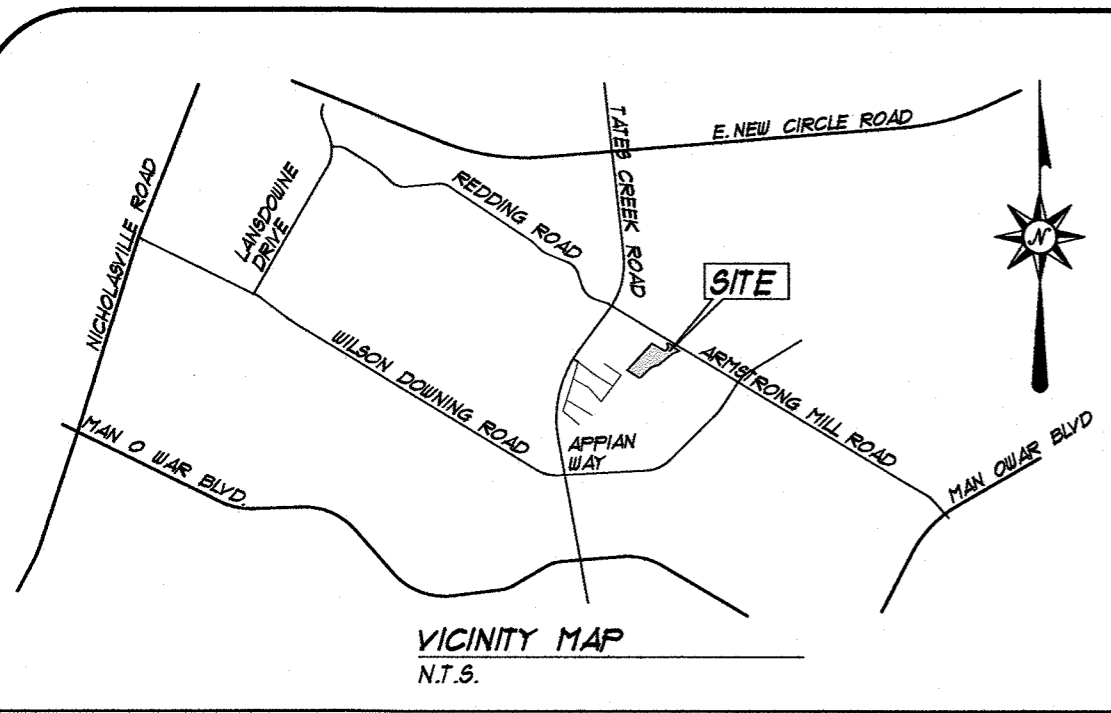 E. NEW CIRCLE ROAD
TATES CREEK ROAD
NICHOLASVILLE ROAD
LANSDOWNE
DRIVE
REDDING ROAD
N
SITE
WILSON DOWNING ROAD
ARMSTRONG MILL ROAD
APPIAN
WAY
MAN O WAR BLVD.
MAN OWAR BLVD
VICINITY MAP
N.T.S.